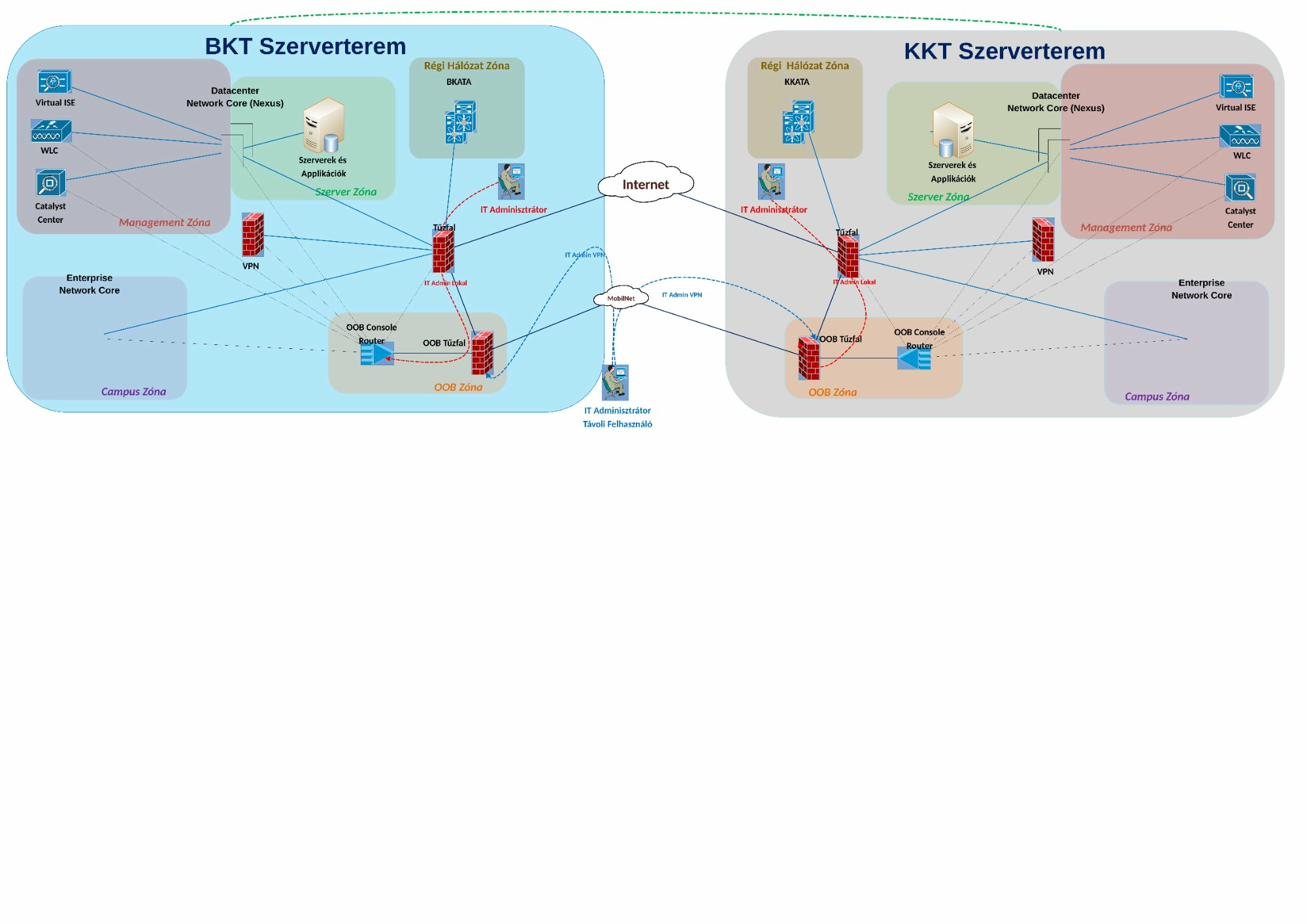 BKT Szerverterem
Régi Hálózat Zóna
BKATA
Virtual ISE
Datacenter
Network Core (Nexus)
WLC
Szerverek és
Applikációk
Szerver Zóna
Catalyst
Center
Management Zóna
IT Adminisztrátor
Tűzfal
VPN
IT Admin Lokal
Enterprise
Network Core
OOB Console
Router
OOB Tűzfal
OOB Zóna
Campus Zóna
Internet
IT Admin VPN
MobilNet
IT Admin VPN
IT Adminisztrátor
Távoli Felhasználó
KKT Szerverterem
Régi  Hálózat Zóna
KKATA
Datacenter
Network Core (Nexus)
Virtual ISE
WLC
Szerverek és
Applikációk
Szerver Zóna
Catalyst
Center
Management Zóna
IT Adminisztrátor
Tűzfal
VPN
IT Admin Lokal
Enterprise
Network Core
OOB Console
Router
OOB Tűzfal
OOB Zóna
Campus Zóna